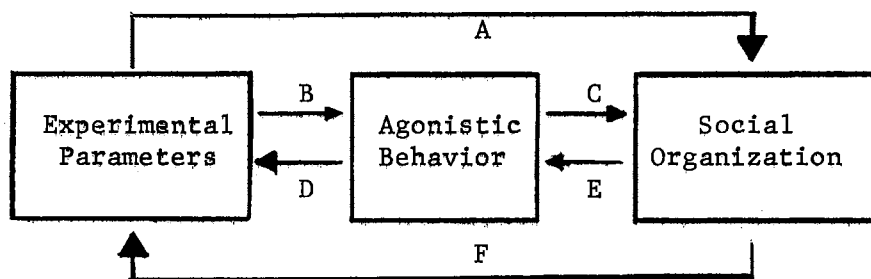 A
B
C
Experimental
Parameters
Agonistic
Behavior
Social
Organization
D
E
F